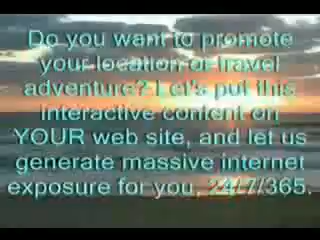 Do you want to promote
your location or travel
adventure? Let's put this
interactive content on
YOUR web site, and let us
generate massive internet
exposure for you, 24/7/365.